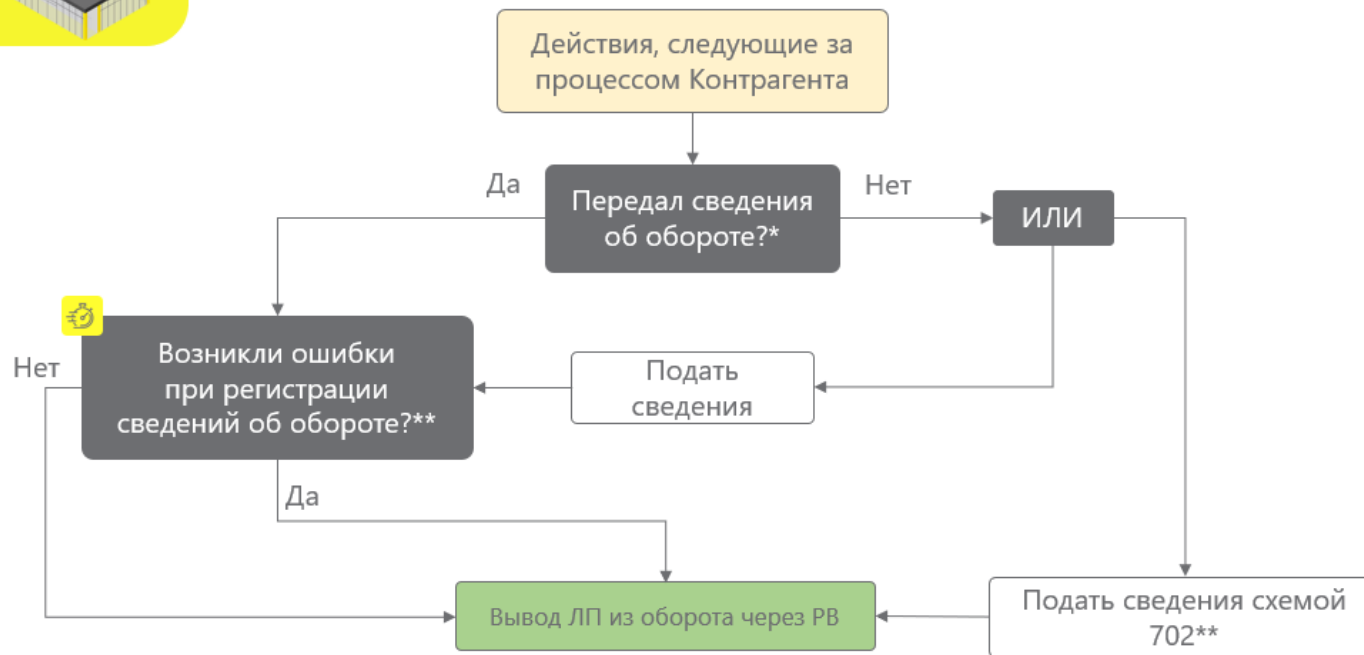 Действия, следующие за
процессом Контрагента
Да
Передал сведения
об обороте?*
Нет
ИЛИ
Нет
Возникли ошибки
при регистрации
сведений об обороте?**
Подать
сведения
Да
Вывод ЛП из оборота через РВ
Подать сведения схемой
702**